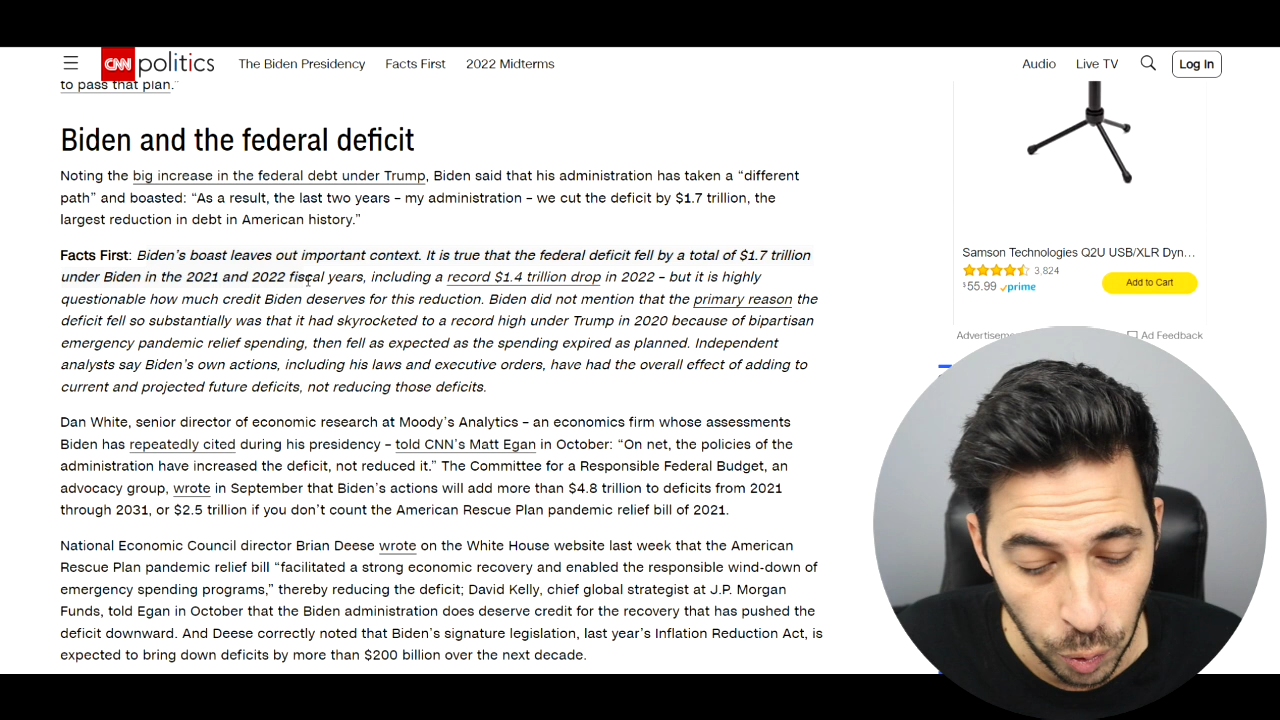 CNN politics The Biden Presidency Facts First 2022 Midterms Audio Live TV Log In
to pass that plan."
Biden and the federal deficit
Noting the big increase in the federal debt under Trump, Biden said that his administration has taken a “different
path” and boasted: “As a result, the last two years – my administration – we cut the deficit by $1.7 trillion, the
largest reduction in debt in American history.”
Facts First: Biden’s boast leaves out important context. It is true that the federal deficit fell by a total of $1.7 trillion
under Biden in the 2021 and 2022 fiscal years, including a record $1.4 trillion drop in 2022 – but it is highly
questionable how much credit Biden deserves for this reduction. Biden did not mention that the primary reason the
deficit fell so substantially was that it had skyrocketed to a record high under Trump in 2020 because of bipartisan
emergency pandemic relief spending, then fell as expected as the spending expired as planned. Independent
analysts say Biden’s own actions, including his laws and executive orders, have had the overall effect of adding to
current and projected future deficits, not reducing those deficits.
Dan White, senior director of economic research at Moody’s Analytics – an economics firm whose assessments
Biden has repeatedly cited during his presidency – told CNN’s Matt Egan in October: “On net, the policies of the
administration have increased the deficit, not reduced it.” The Committee for a Responsible Federal Budget, an
advocacy group, wrote in September that Biden’s actions will add more than $4.8 trillion to deficits from 2021
through 2031, or $2.5 trillion if you don’t count the American Rescue Plan pandemic relief bill of 2021.
National Economic Council director Brian Deese wrote on the White House website last week that the American
Rescue Plan pandemic relief bill “facilitated a strong economic recovery and enabled the responsible wind-down of
emergency spending programs,” thereby reducing the deficit; David Kelly, chief global strategist at J.P. Morgan
Funds, told Egan in October that the Biden administration does deserve credit for the recovery that has pushed the
deficit downward. And Deese correctly noted that Biden’s signature legislation, last year’s Inflation Reduction Act, is
expected to bring down deficits by more than $200 billion over the next decade.
Samson Technologies Q2U USB/XLR Dyn...
3,824
$55.99 prime
Add to Cart
Advertiseme
Ad Feedback